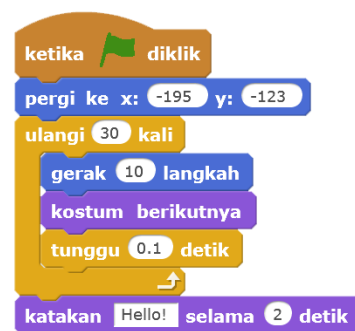 ketika diklik
pergi ke x: -195 y: -123
ulangi 30 kali
gerak 10 langkah
kostum berikutnya
tunggu 0.1 detik
katakan Hello! selama 2 detik